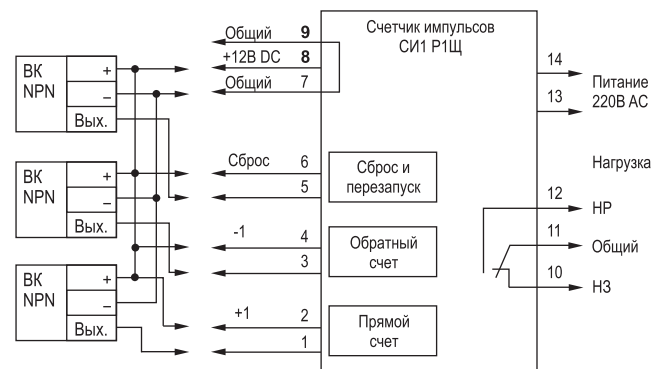 Счетчик импульсов
СИ1 Р1Щ
Общий 9
+12В DC 8
Общий 7
ВК
NPN
+
–
Вых.
14
13
Питание
220В АС
Сброс 6
5
Сброс и
перезапуск
ВК
NPN
+
–
Вых.
Нагрузка
12
НР
11
Общий
10
НЗ
-1 4
3
Обратный
счет
ВК
NPN
+
–
Вых.
+1 2
1
Прямой
счет